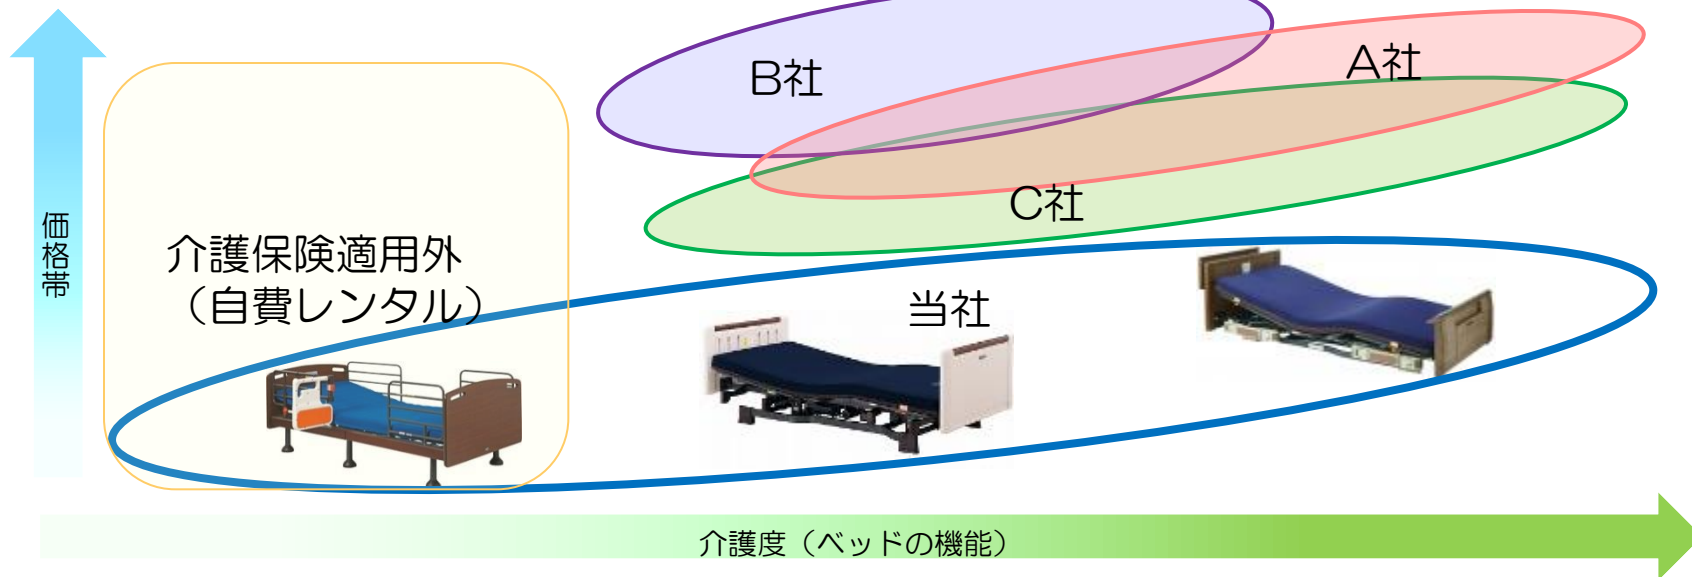 B社
A社
C社
価格帯
介護保険適用外
（自費レンタル）
当社
介護度（ベッドの機能）